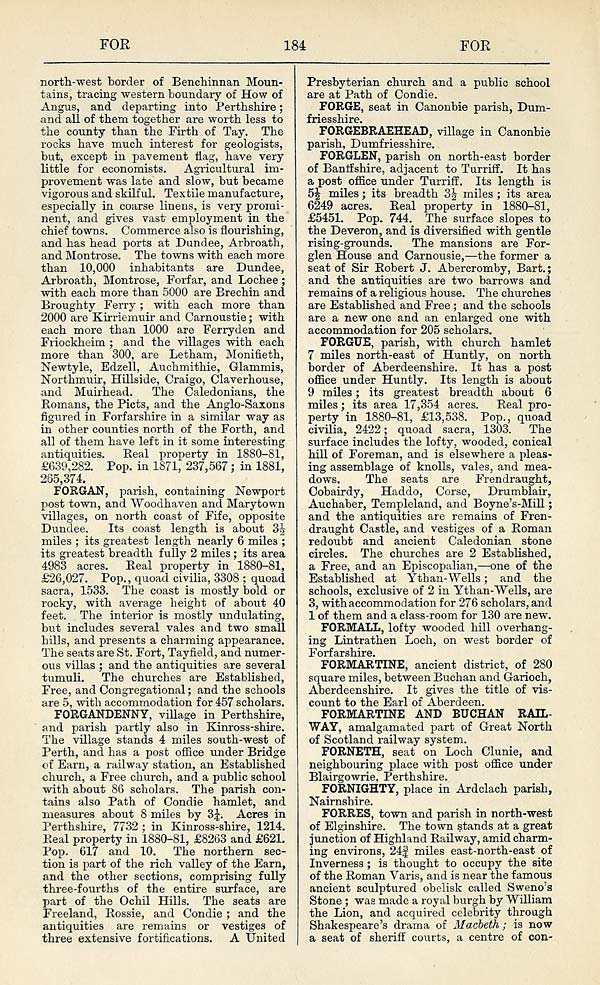 FOR 184 FOR
north-west border of Benchinnan Moun-
tains, tracing western boundary of How of
Angus, and departing into Perthshire;
and all of them together are worth less to
the county than the Firth of Tay. The
rocks have much interest for geologists,
but, except in pavement flag, have very
little for economists. Agricultural im-
provement was late and slow, but became
vigorous and skilful. Textile manufacture,
especially in coarse linens, is very promi-
nent, and gives vast employment in the
chief towns. Commerce also is flourishing,
and has head ports at Dundee, Arbroath,
and Montrose. The towns with each more
than 10,000 inhabitants are Dundee,
Arbroath, Montrose, Forfar, and Lochee;
with each more than 5000 are Brechin and
Broughty Ferry; with each more than
2000 are Kirriemuir and Carnoustie; with
each more than 1000 are Ferryden and
Friockheim; and the villages with each
more than 300, are Letham, Monifieth,
Newtyle, Edzell, Auchmithie, Glammis,
Northmuir, Hillside, Craigo, Claverhouse,
and Muirhead. The Caledonians, the
Romans, the Picts, and the Anglo-Saxons
figured in Forfarshire in a similar way as
in other counties north of the Forth, and
all of them have left in it some interesting
antiquities. Real property in 1880-81,
£639,282. Pop. in 1871, 237,567; in 1881,
265,374.
FORGAN, parish, containing Newport
post town, and Woodhaven and Marytown
villages, on north coast of Fife, opposite
Dundee. Its coast length is about 3½
miles; its greatest length nearly 6 miles;
its greatest breadth fully 2 miles; its area
4983 acres. Real property in 1880-81,
£26,027. Pop., quoad civilia, 3308; quoad
sacra, 1533. The coast is mostly bold or
rocky, with average height of about 40
feet. The interior is mostly undulating,
but includes several vales and two small
hills, and presents a charming appearance.
The seats are St. Fort, Tayfield, and numer-
ous villas; and the antiquities are several
tumuli. The churches are Established,
Free, and Congregational; and the schools
are 5, with accommodation for 457 scholars.
FORGANDENNY, village in Perthshire,
and parish partly also in Kinross-shire.
The village stands 4 miles south-west of
Perth, and has a post office under Bridge
of Earn, a railway station, an Established
church, a Free church, and a public school
with about 86 scholars. The parish con-
tains also Path of Condie hamlet, and
measures about 8 miles by 3¼. Acres in
Perthshire, 7732; in Kinross-shire, 1214.
Real property in 1880-81, £8263 and £621.
Pop. 617 and 10. The northern sec-
tion is part of the rich valley of the Earn,
and the other sections, comprising fully
three-fourths of the entire surface, are
part of the Ochil Hills. The seats are
Freeland, Rossie, and Condie; and the
antiquities are remains or vestiges of
three extensive fortifications. A United
Presbyterian church and a public school
are at Path of Condie.
FORGE, seat in Canonbie parish, Dum-
friesshire.
FORGEBRAEHEAD, village in Canonbie
parish, Dumfriesshire.
FORGLEN, parish on north-east border
of Banffshire, adjacent to Turriff. It has
a post office under Turriff. Its length is
5½ miles; its breadth 3½ miles; its area
6249 acres. Real property in 1880-81,
£5451. Pop. 744. The surface slopes to
the Deveron, and is diversified with gentle
rising-grounds. The mansions are For-
glen House and Carnousie,—the former a
seat of Sir Robert J. Abercromby, Bart.;
and the antiquities are two barrows and
remains of a religious house. The churches
are Established and Free; and the schools
are a new one and an enlarged one with
accommodation for 205 scholars.
FORGUE, parish, with church hamlet
7 miles north-east of Huntly, on north
border of Aberdeenshire. It has a post
office under Huntly. Its length is about
9 miles; its greatest breadth about 6
miles; its area 17,354 acres. Real pro-
perty in 1880-81, £13,538. Pop., quoad
civilia, 2422; quoad sacra, 1303. The
surface includes the lofty, wooded, conical
hill of Foreman, and is elsewhere a pleas-
ing assemblage of knolls, vales, and mea-
dows. The seats are Frendraught,
Cobairdy, Haddo, Corse, Drumblair,
Auchaber, Templeland, and Boyne's-Mill;
and the antiquities are remains of Fren-
draught Castle, and vestiges of a Roman
redoubt and ancient Caledonian stone
circles. The churches are 2 Established,
a Free, and an Episcopalian,—one of the
Established at Ythan-Wells; and the
schools, exclusive of 2 in Ythan-Wells, are
3, with accommodation for 276 scholars, and
1 of them and a class-room for 130 are new.
FORMALL, lofty wooded hill overhang-
ing Lintrathen Loch, on west border of
Forfarshire.
FORMARTINE, ancient district, of 280
square miles, between Buchan and Garioch,
Aberdeenshire. It gives the title of vis-
count to the Earl of Aberdeen.
FORMARTINE AND BUCHAN RAIL-
WAY, amalgamated part of Great North
of Scotland railway system.
FORNETH, seat on Loch Clunie, and
neighbouring place with post office under
Blairgowrie, Perthshire.
FORNIGHTY, place in Ardclach parish,
Nairnshire.
FORRES, town and parish in north-west
of Elginshire. The town stands at a great
junction of Highland Railway, amid charm-
ing environs, 24¾ miles east-north-east of
Inverness; is thought to occupy the site
of the Roman Varis, and is near the famous
ancient sculptured obelisk called Sweno's
Stone; was made a royal burgh by William
the Lion, and acquired celebrity through
Shakespeare's drama of Macbeth; is now
a seat of sheriff courts, a centre of con-